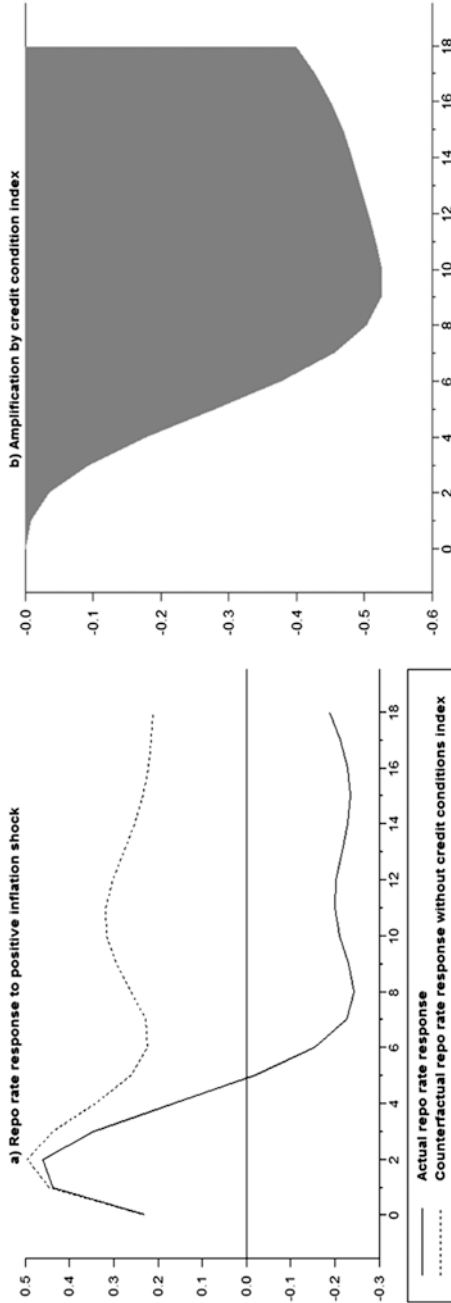 a) Repo rate response to positive inflation shock
0.5
0.4
0.3
0.2
0.1
0.0
-0.1
-0.2
-0.3
0 2 4 6 8 10 12 14 16 18
Actual repo rate response
Counterfactual repo rate response without credit conditions index
b) Amplification by credit condition index
-0.0
-0.1
-0.2
-0.3
-0.4
-0.5
-0.6
0 2 4 6 8 10 12 14 16 18